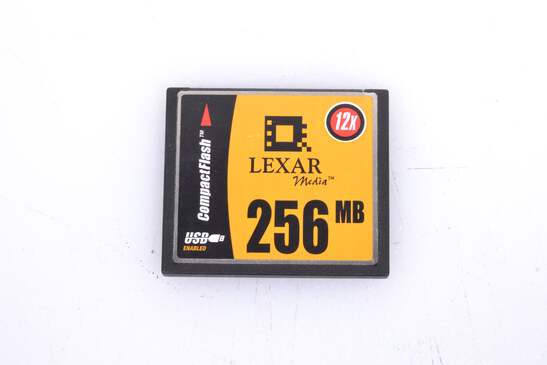 CompactFlash™
USB
ENABLED
12x
LEXAR
Media™
256 MB